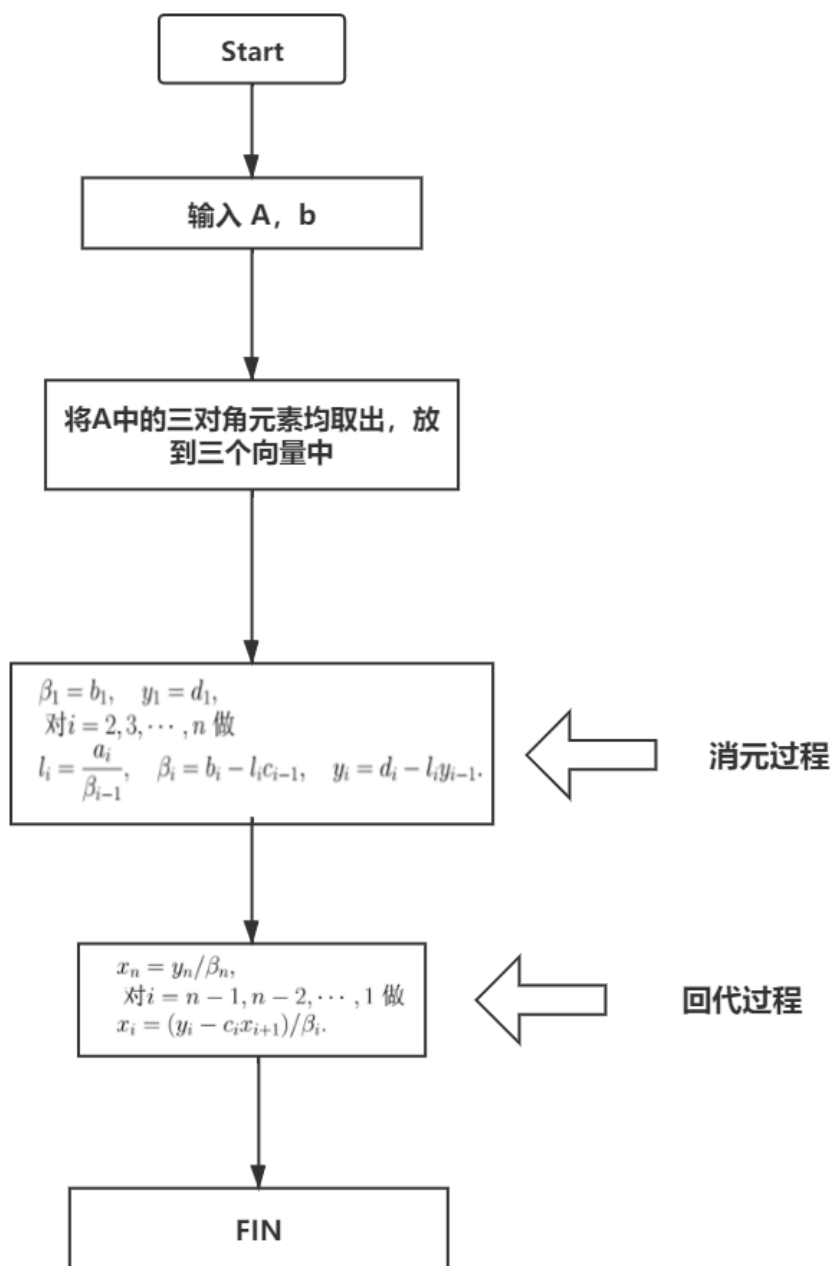 Start
输入 A，b
将A中的三对角元素均取出，放
到三个向量中
β₁ = b₁,  y₁ = d₁,
对i = 2, 3, ⋯ , n 做
lᵢ = aᵢ/βᵢ₋₁,  βᵢ = bᵢ − lᵢcᵢ₋₁,  yᵢ = dᵢ − lᵢyᵢ₋₁.
消元过程
xₙ = yₙ/βₙ,
对i = n − 1, n − 2, ⋯ , 1 做
xᵢ = (yᵢ − cᵢxᵢ₊₁)/βᵢ.
回代过程
FIN